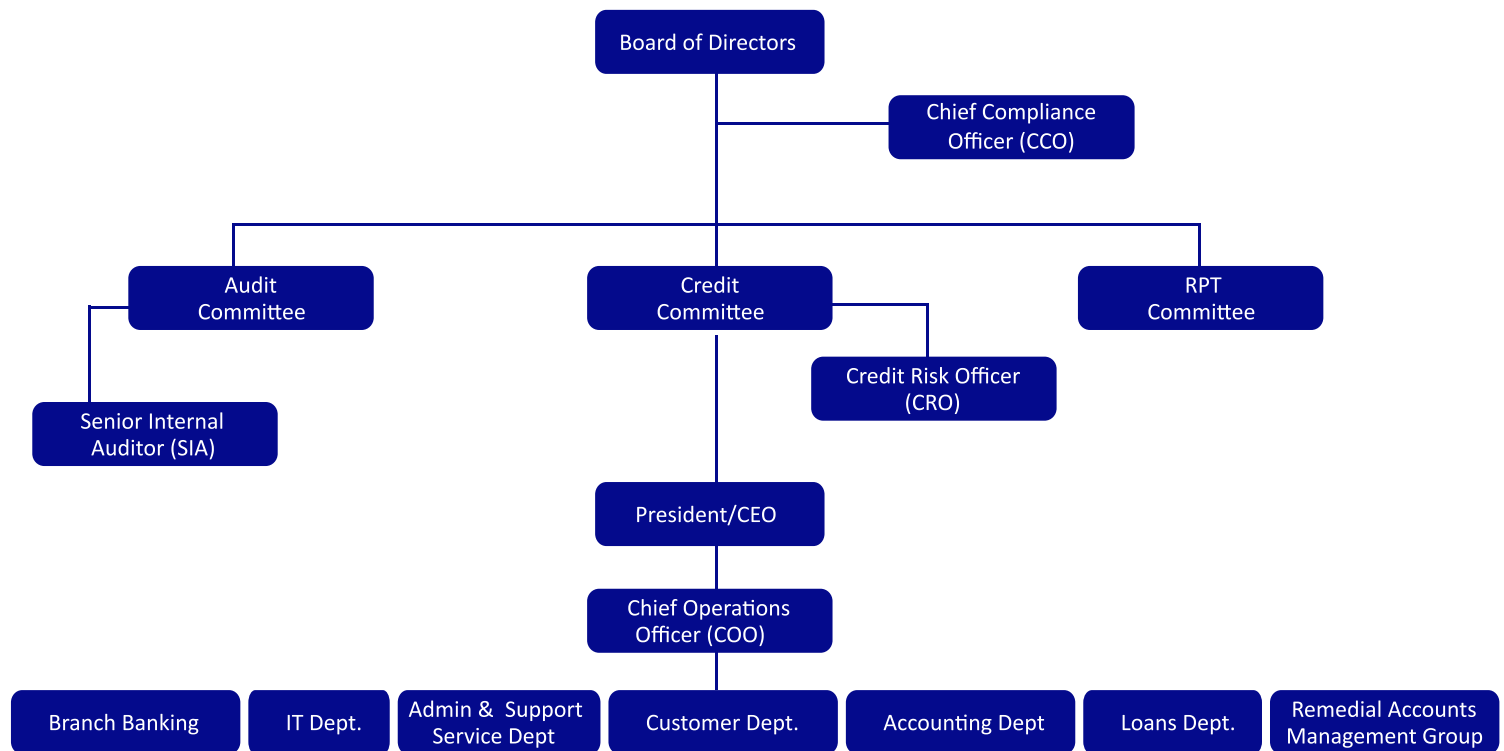 Board of Directors
Chief Compliance
Officer (CCO)
Audit
Committee
Credit
Committee
RPT
Committee
Credit Risk Officer
(CRO)
Senior Internal
Auditor (SIA)
President/CEO
Chief Operations
Officer (COO)
Branch Banking
IT Dept.
Admin &  Support
Service Dept
Customer Dept.
Accounting Dept
Loans Dept.
Remedial Accounts
Management Group